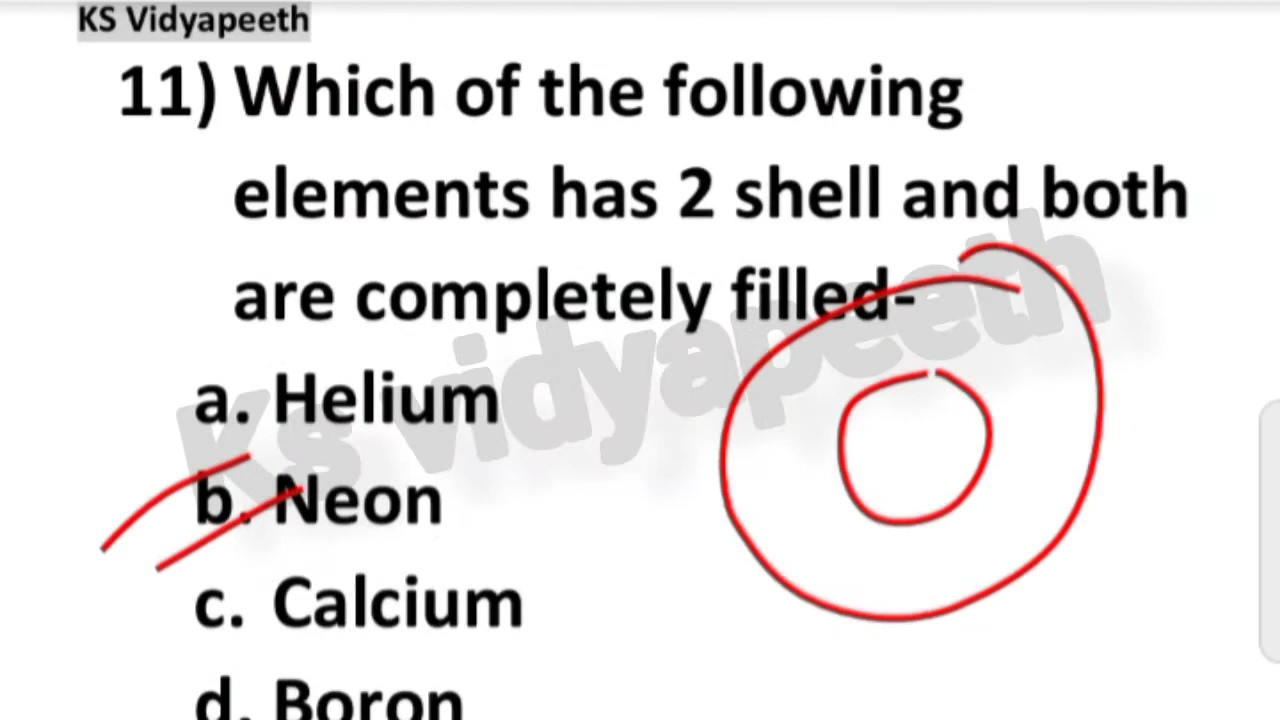 KS Vidyapeeth
11) Which of the following
elements has 2 shell and both
are completely filled-
Ks vidyapeeth
a. Helium
b. Neon
c. Calcium
d. Boron